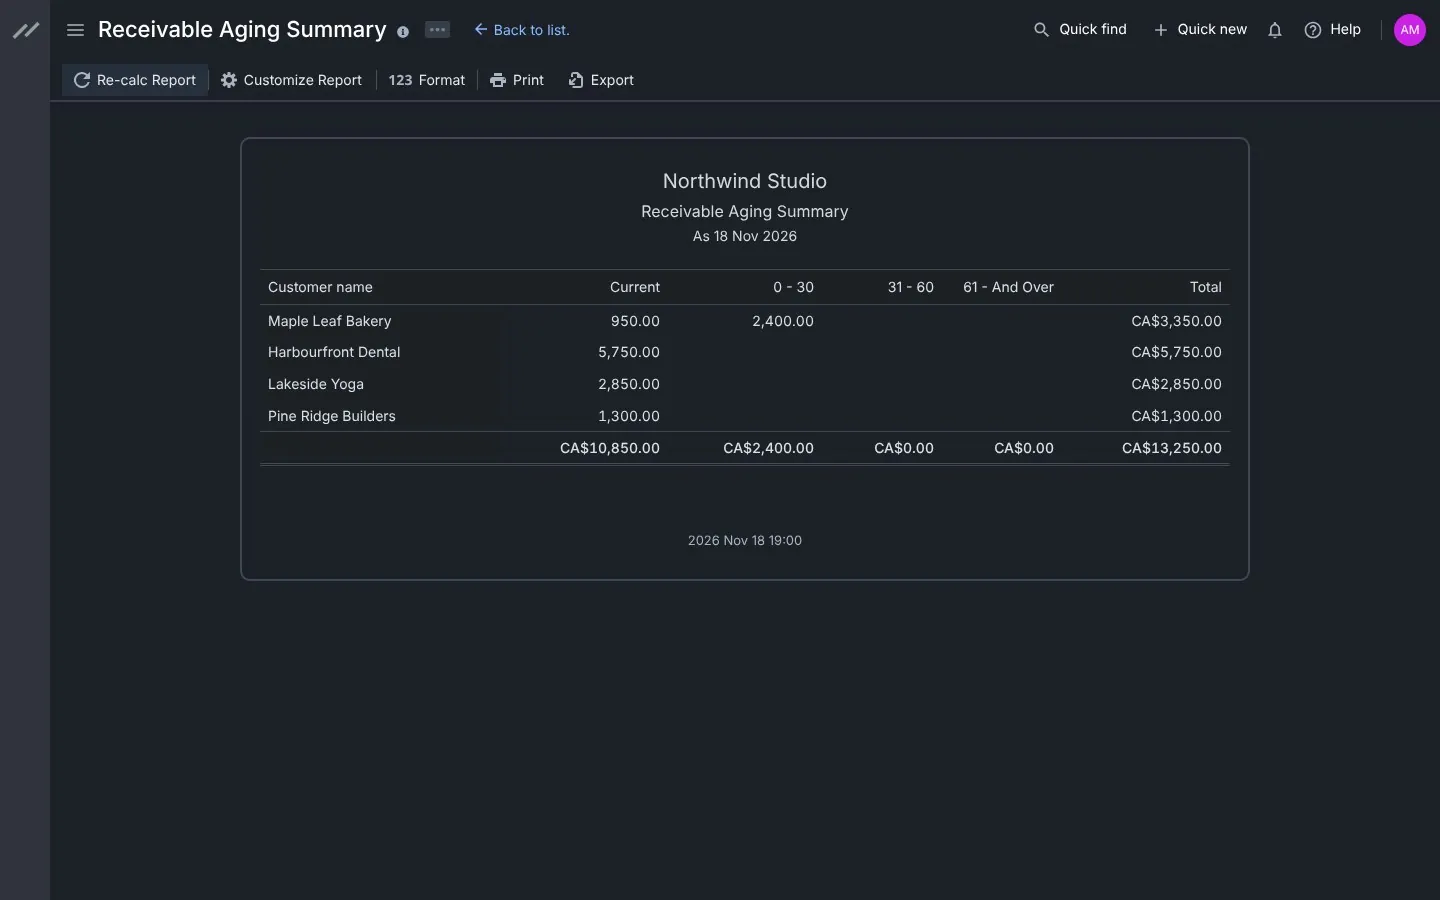 Receivable Aging Summary
Back to list.
Quick find
Quick new
Help
AM
Re-calc Report
Customize Report
123 Format
Print
Export
Northwind Studio
Receivable Aging Summary
As 18 Nov 2026
Customer name Current 0 - 30 31 - 60 61 - And Over Total
Maple Leaf Bakery 950.00 2,400.00 CA$3,350.00
Harbourfront Dental 5,750.00 CA$5,750.00
Lakeside Yoga 2,850.00 CA$2,850.00
Pine Ridge Builders 1,300.00 CA$1,300.00
CA$10,850.00 CA$2,400.00 CA$0.00 CA$0.00 CA$13,250.00
2026 Nov 18 19:00